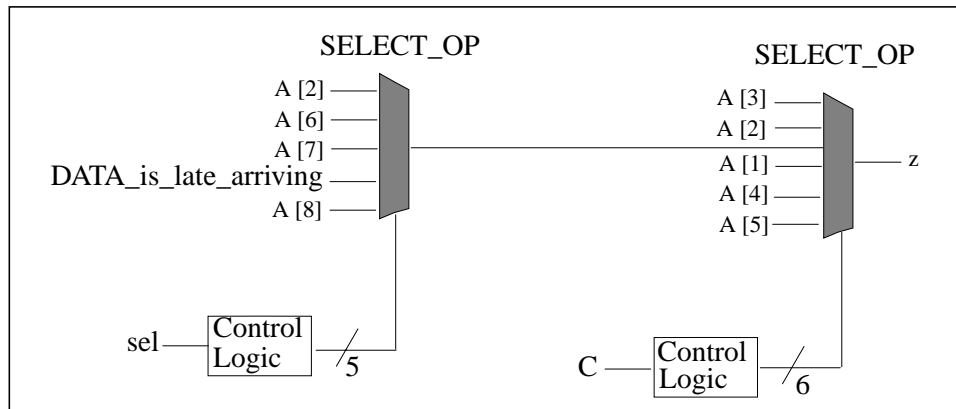 SELECT_OP
A [2]
A [6]
A [7]
DATA_is_late_arriving
A [8]
sel
Control
Logic
5
SELECT_OP
A [3]
A [2]
A [1]
A [4]
A [5]
z
C
Control
Logic
6